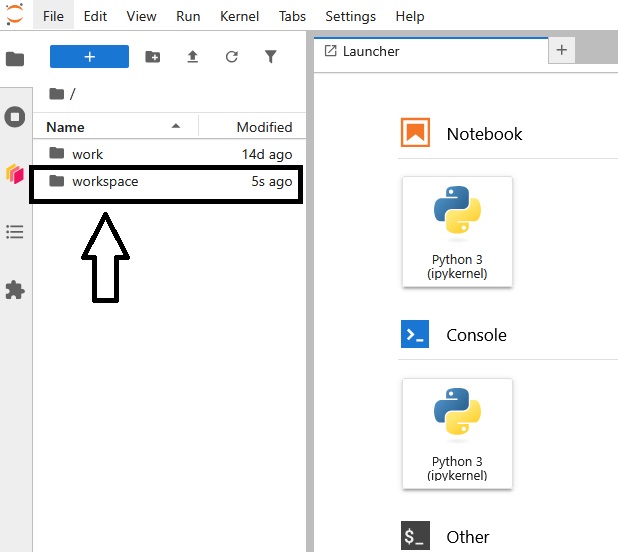 File Edit View Run Kernel Tabs Settings Help
+
/
Name Modified
work 14d ago
workspace 5s ago
Launcher +
Notebook
Python 3
(ipykernel)
>_ Console
Python 3
(ipykernel)
$_ Other